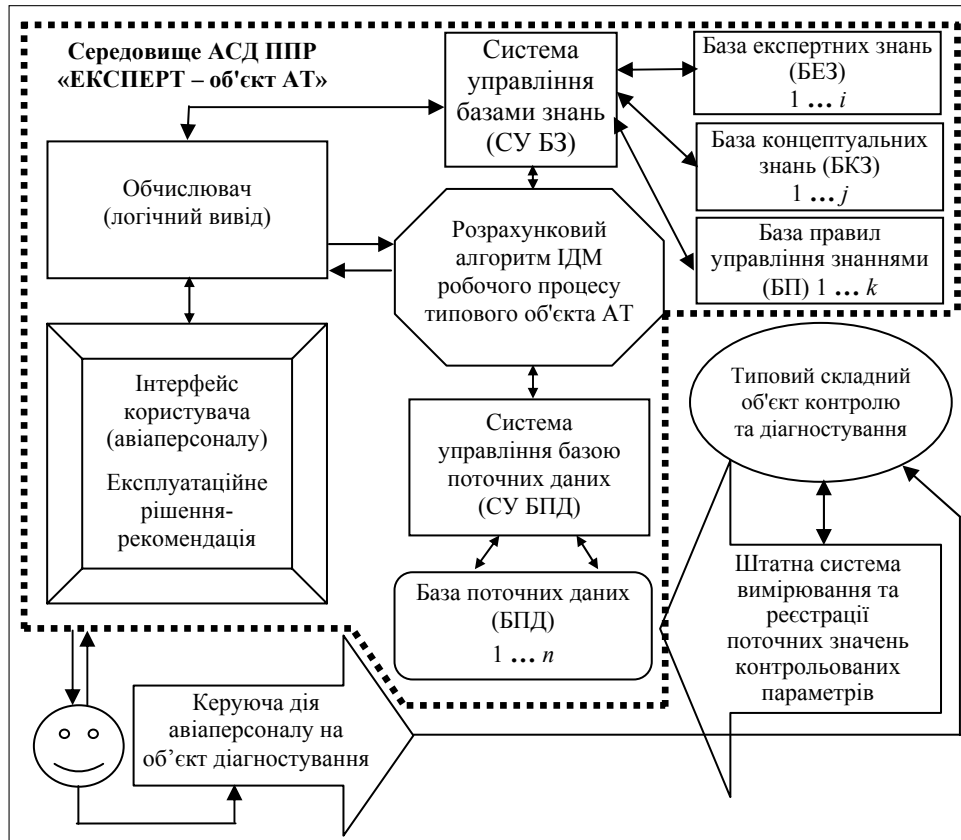 Середовище АСД ППР
«ЕКСПЕРТ – об'єкт АТ»
Система
управління
базами знань
(СУ БЗ)
База експертних знань
(БЕЗ)
1 ... i
База концептуальних
знань (БКЗ)
1 ... j
База правил
управління знаннями
(БП) 1 ... k
Обчислювач
(логічний вивід)
Розрахунковий
алгоритм ІДМ
робочого процесу
типового об'єкта АТ
Інтерфейс
користувача
(авіаперсоналу)
Експлуатаційне
рішення-
рекомендація
Система
управління базою
поточних даних
(СУ БПД)
База поточних даних
(БПД)
1 ... n
Типовий складний
об'єкт контролю
та діагностування
Штатна система
вимірювання та
реєстрації
поточних значень
контрольованих
параметрів
Керуюча дія
авіаперсоналу на
об’єкт діагностування